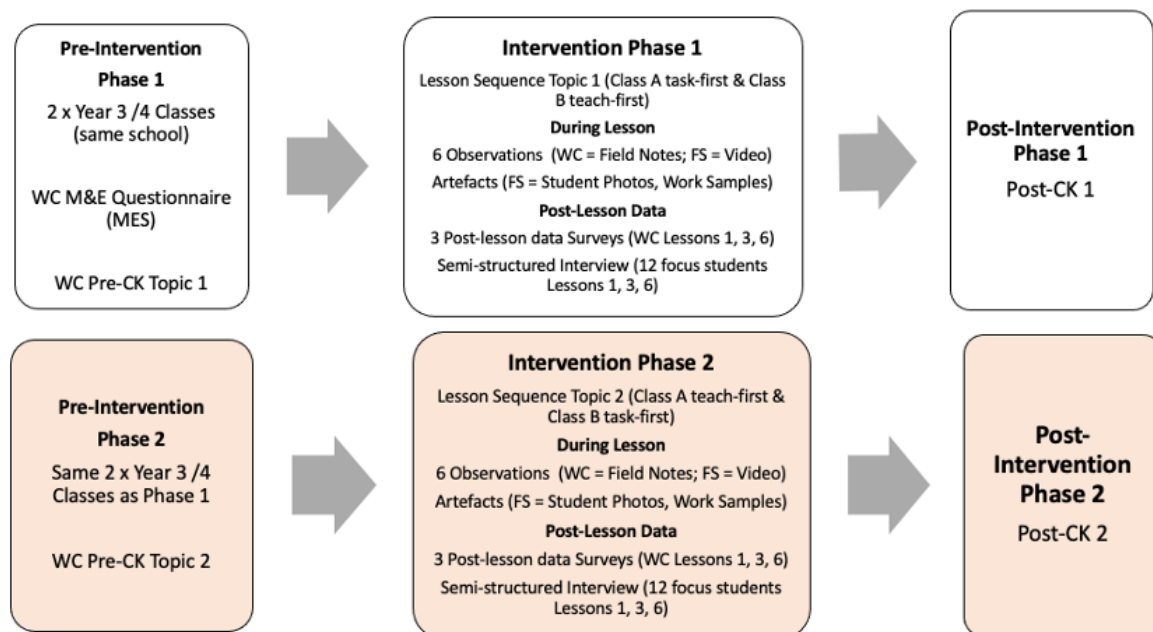 Pre-Intervention
Phase 1
2 x Year 3 /4 Classes
(same school)
WC M&E Questionnaire
(MES)
WC Pre-CK Topic 1
Intervention Phase 1
Lesson Sequence Topic 1 (Class A task-first & Class
B teach-first)
During Lesson
6 Observations (WC = Field Notes; FS = Video)
Artefacts (FS = Student Photos, Work Samples)
Post-Lesson Data
3 Post-lesson data Surveys (WC Lessons 1, 3, 6)
Semi-structured Interview (12 focus students
Lessons 1, 3, 6)
Post-Intervention
Phase 1
Post-CK 1
Pre-Intervention
Phase 2
Same 2 x Year 3 /4
Classes as Phase 1
WC Pre-CK Topic 2
Intervention Phase 2
Lesson Sequence Topic 2 (Class A teach-first &
Class B task-first)
During Lesson
6 Observations (WC = Field Notes; FS = Video)
Artefacts (FS = Student Photos, Work Samples)
Post-Lesson Data
3 Post-lesson data Surveys (WC Lessons 1, 3, 6)
Semi-structured Interview (12 focus students
Lessons 1, 3, 6)
Post-
Intervention
Phase 2
Post-CK 2